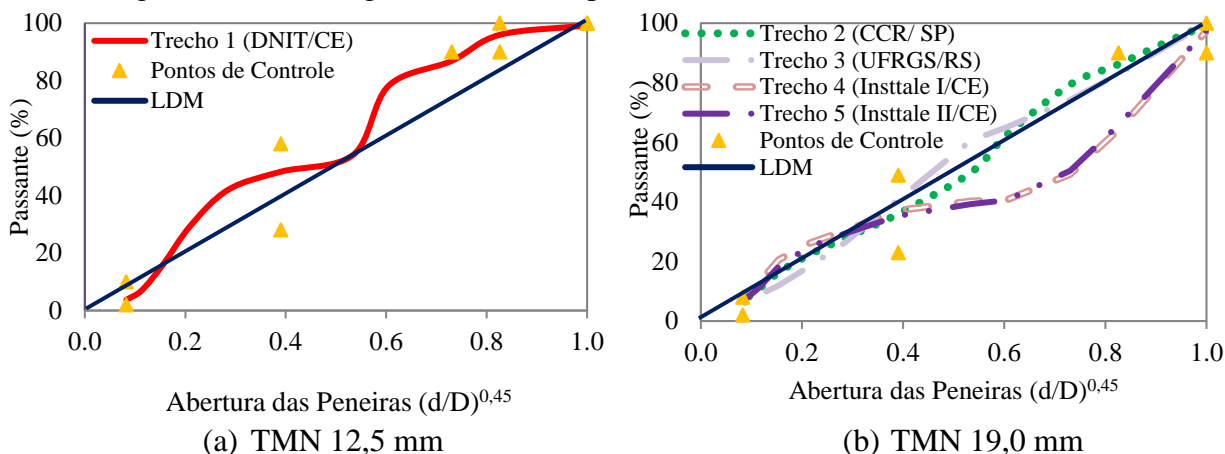 100
80
60
40
20
0
Passante (%)
Trecho 1 (DNIT/CE)
Pontos de Controle
LDM
0.0 0.2 0.4 0.6 0.8 1.0
Abertura das Peneiras (d/D)0,45
(a) TMN 12,5 mm
100
80
60
40
20
0
Passante (%)
Trecho 2 (CCR/ SP)
Trecho 3 (UFRGS/RS)
Trecho 4 (Insttale I/CE)
Trecho 5 (Insttale II/CE)
Pontos de Controle
LDM
0.0 0.2 0.4 0.6 0.8 1.0
Abertura das Peneiras (d/D)0,45
(b) TMN 19,0 mm